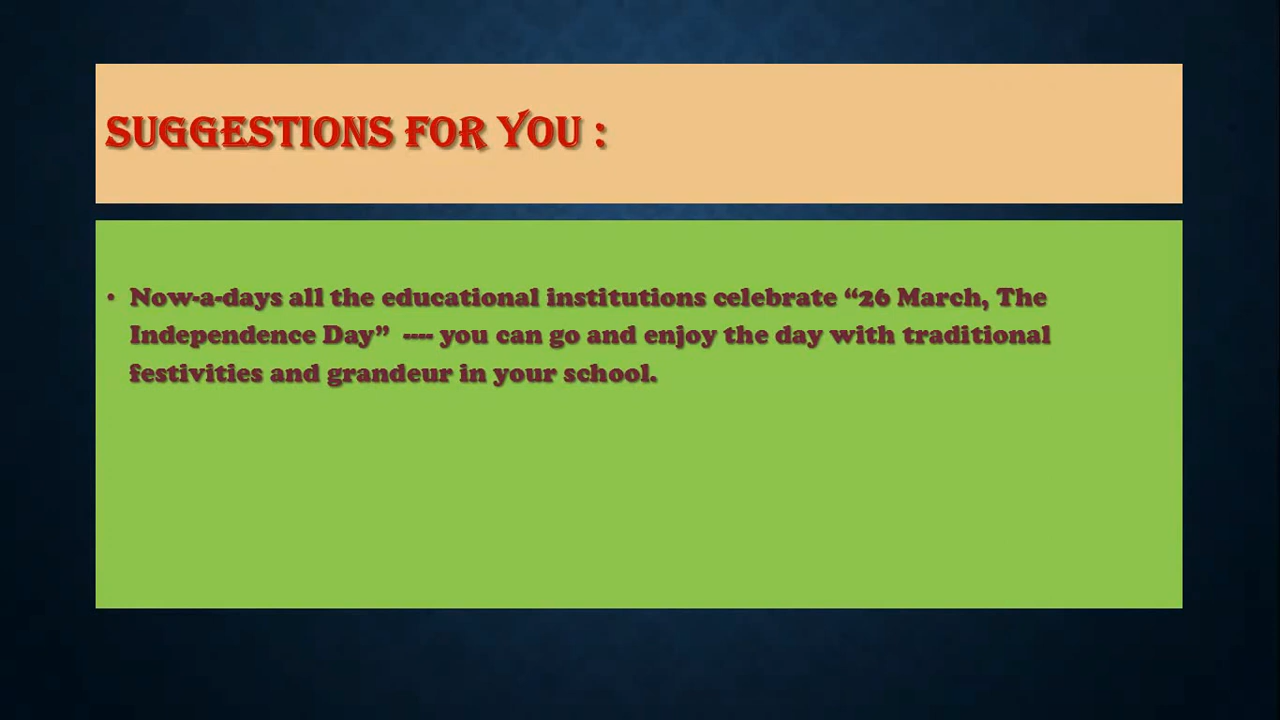 SUGGESTIONS FOR YOU :
• Now-a-days all the educational institutions celebrate “26 March, The
Independence Day”  ---- you can go and enjoy the day with traditional
festivities and grandeur in your school.